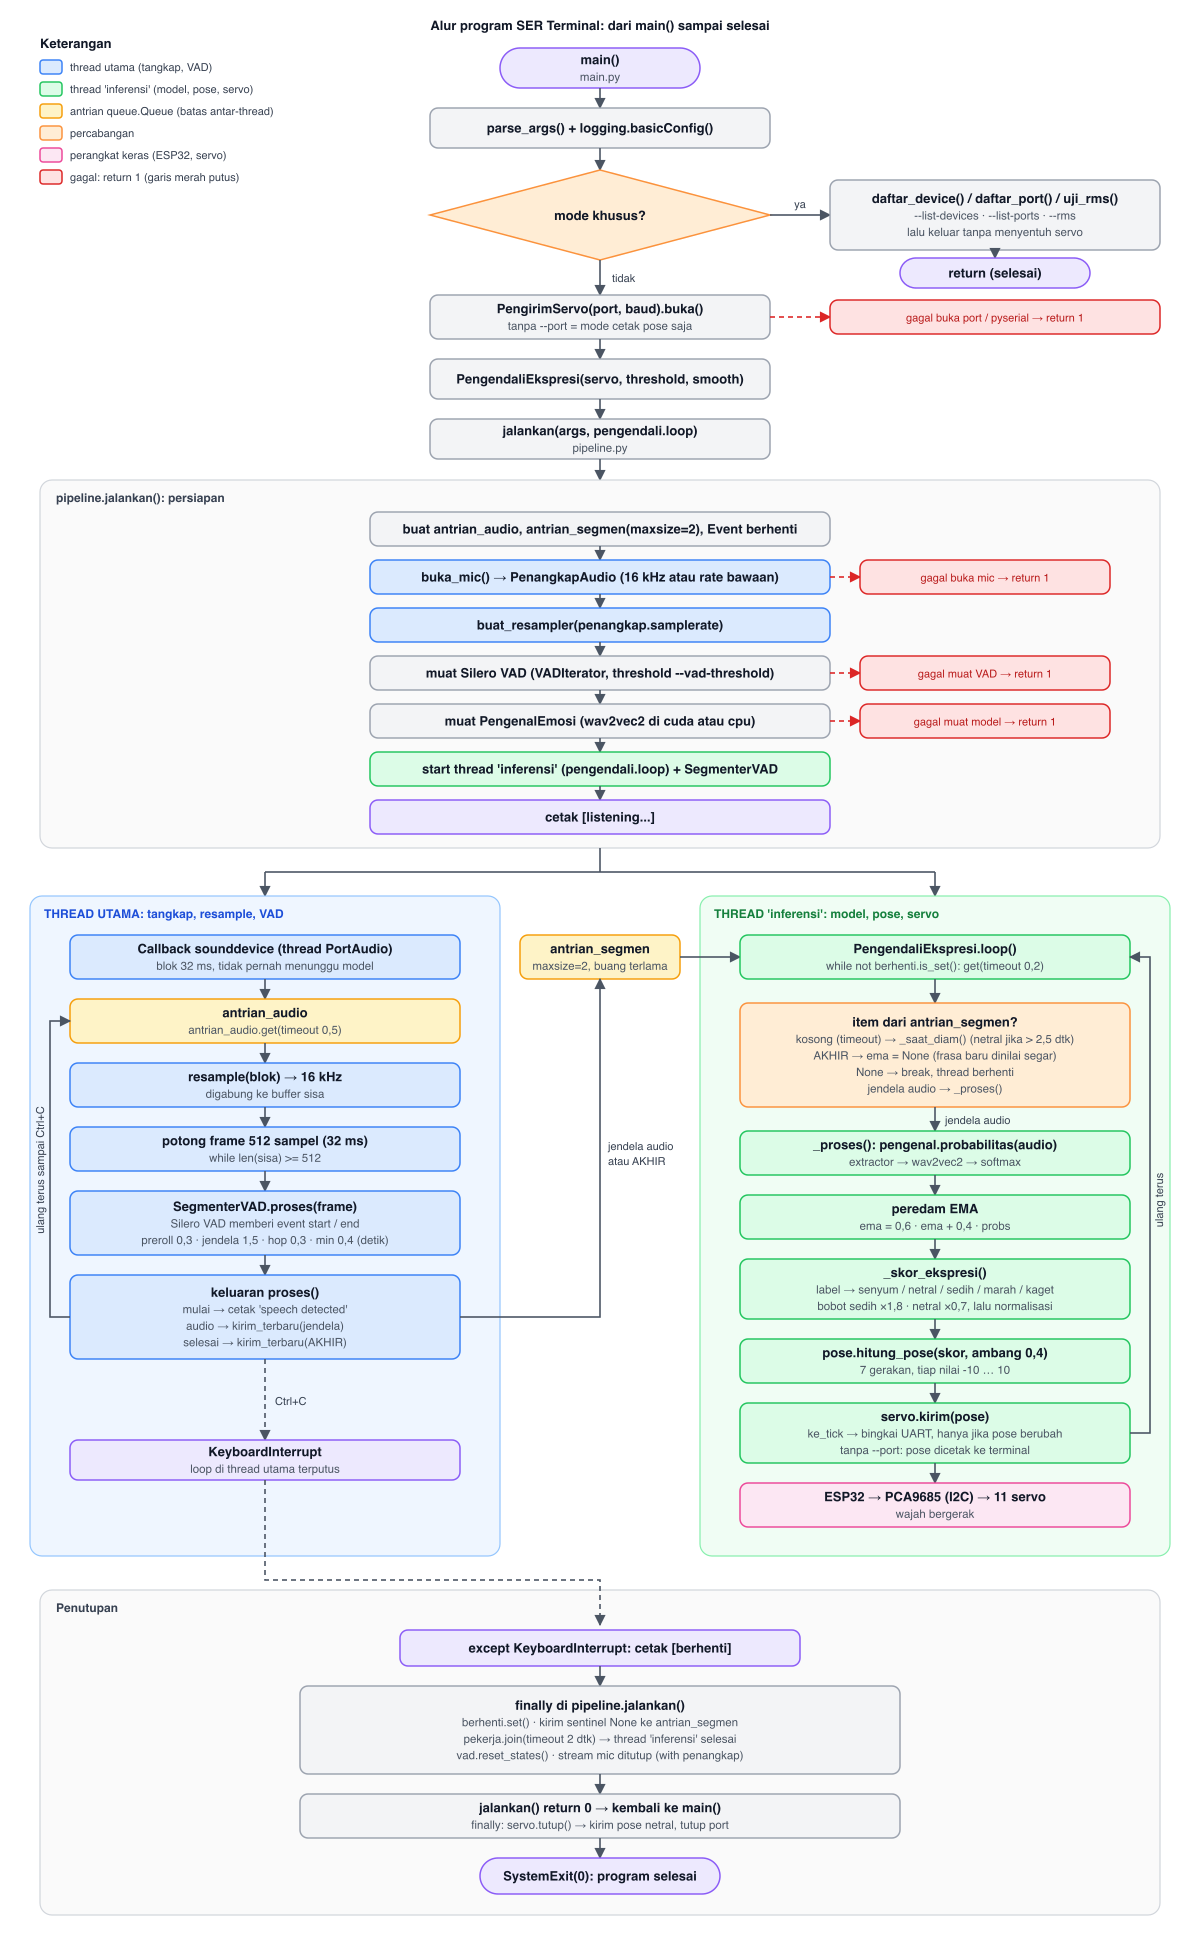 Alur program SER Terminal: dari main() sampai selesai
Keterangan
thread utama (tangkap, VAD)
thread 'inferensi' (model, pose, servo)
antrian queue.Queue (batas antar-thread)
percabangan
perangkat keras (ESP32, servo)
gagal: return 1 (garis merah putus)
main()
main.py
parse_args() + logging.basicConfig()
mode khusus?
ya
daftar_device() / daftar_port() / uji_rms()
--list-devices · --list-ports · --rms
lalu keluar tanpa menyentuh servo
return (selesai)
tidak
PengirimServo(port, baud).buka()
tanpa --port = mode cetak pose saja
gagal buka port / pyserial → return 1
PengendaliEkspresi(servo, threshold, smooth)
jalankan(args, pengendali.loop)
pipeline.py
pipeline.jalankan(): persiapan
buat antrian_audio, antrian_segmen(maxsize=2), Event berhenti
buka_mic() → PenangkapAudio (16 kHz atau rate bawaan)
gagal buka mic → return 1
buat_resampler(penangkap.samplerate)
muat Silero VAD (VADIterator, threshold --vad-threshold)
gagal muat VAD → return 1
muat PengenalEmosi (wav2vec2 di cuda atau cpu)
gagal muat model → return 1
start thread 'inferensi' (pengendali.loop) + SegmenterVAD
cetak [listening...]
THREAD UTAMA: tangkap, resample, VAD
Callback sounddevice (thread PortAudio)
blok 32 ms, tidak pernah menunggu model
antrian_audio
antrian_audio.get(timeout 0,5)
resample(blok) → 16 kHz
digabung ke buffer sisa
potong frame 512 sampel (32 ms)
while len(sisa) >= 512
SegmenterVAD.proses(frame)
Silero VAD memberi event start / end
preroll 0,3 · jendela 1,5 · hop 0,3 · min 0,4 (detik)
keluaran proses()
mulai → cetak 'speech detected'
audio → kirim_terbaru(jendela)
selesai → kirim_terbaru(AKHIR)
ulang terus sampai Ctrl+C
Ctrl+C
KeyboardInterrupt
loop di thread utama terputus
antrian_segmen
maxsize=2, buang terlama
jendela audio
atau AKHIR
THREAD 'inferensi': model, pose, servo
PengendaliEkspresi.loop()
while not berhenti.is_set(): get(timeout 0,2)
item dari antrian_segmen?
kosong (timeout) → _saat_diam() (netral jika > 2,5 dtk)
AKHIR → ema = None (frasa baru dinilai segar)
None → break, thread berhenti
jendela audio → _proses()
jendela audio
_proses(): pengenal.probabilitas(audio)
extractor → wav2vec2 → softmax
peredam EMA
ema = 0,6 · ema + 0,4 · probs
_skor_ekspresi()
label → senyum / netral / sedih / marah / kaget
bobot sedih ×1,8 · netral ×0,7, lalu normalisasi
pose.hitung_pose(skor, ambang 0,4)
7 gerakan, tiap nilai -10 … 10
servo.kirim(pose)
ke_tick → bingkai UART, hanya jika pose berubah
tanpa --port: pose dicetak ke terminal
ulang terus
ESP32 → PCA9685 (I2C) → 11 servo
wajah bergerak
Penutupan
except KeyboardInterrupt: cetak [berhenti]
finally di pipeline.jalankan()
berhenti.set() · kirim sentinel None ke antrian_segmen
pekerja.join(timeout 2 dtk) → thread 'inferensi' selesai
vad.reset_states() · stream mic ditutup (with penangkap)
jalankan() return 0 → kembali ke main()
finally: servo.tutup() → kirim pose netral, tutup port
SystemExit(0): program selesai